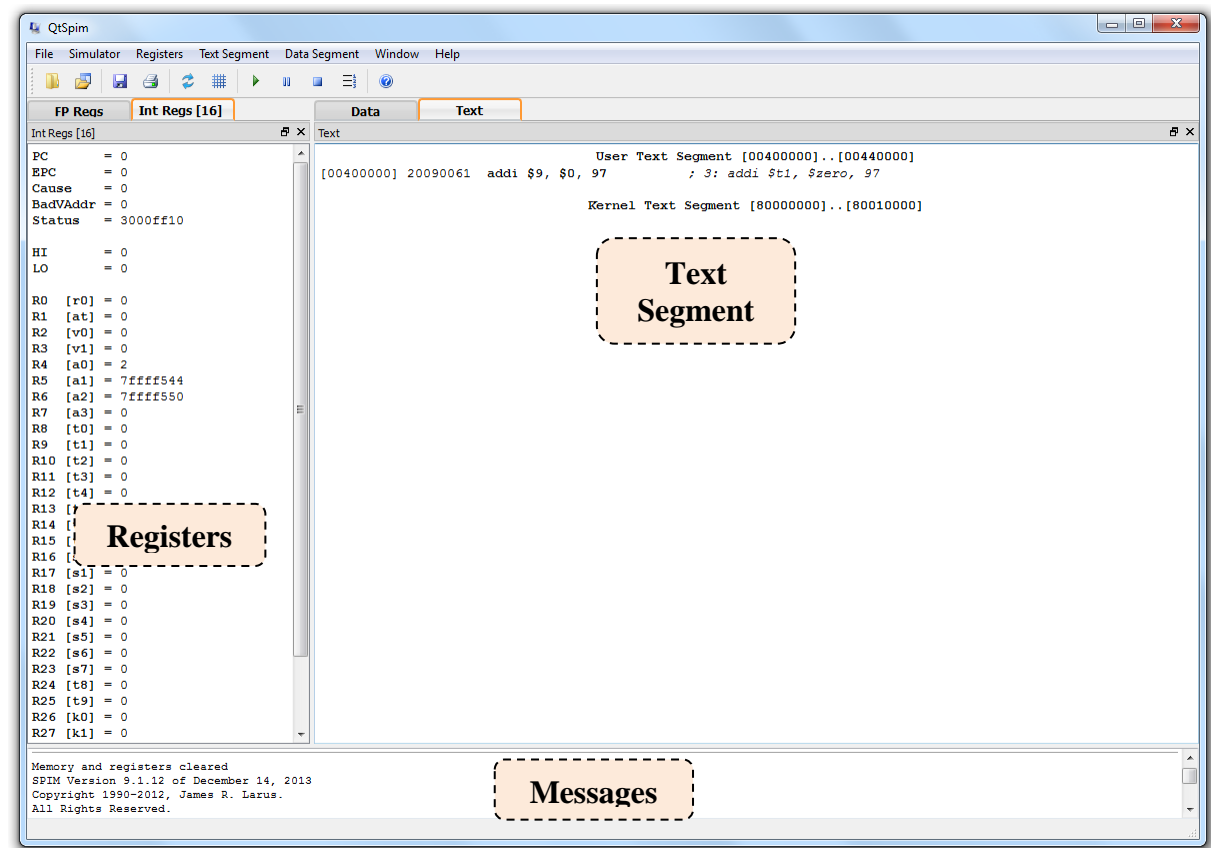 QtSpim
File Simulator Registers Text Segment Data Segment Window Help
FP Regs Int Regs [16] Data Text
Int Regs [16]
PC = 0
EPC = 0
Cause = 0
BadVAddr = 0
Status = 3000ff10
HI = 0
LO = 0
R0 [r0] = 0
R1 [at] = 0
R2 [v0] = 0
R3 [v1] = 0
R4 [a0] = 2
R5 [a1] = 7ffff544
R6 [a2] = 7ffff550
R7 [a3] = 0
R8 [t0] = 0
R9 [t1] = 0
R10 [t2] = 0
R11 [t3] = 0
R12 [t4] = 0
R13
R14
R15
R16
R17 [s1] = 0
R18 [s2] = 0
R19 [s3] = 0
R20 [s4] = 0
R21 [s5] = 0
R22 [s6] = 0
R23 [s7] = 0
R24 [t8] = 0
R25 [t9] = 0
R26 [k0] = 0
R27 [k1] = 0
Registers
Text
User Text Segment [00400000]..[00440000]
[00400000] 20090061 addi $9, $0, 97 ; 3: addi $t1, $zero, 97
Kernel Text Segment [80000000]..[80010000]
Text
Segment
Memory and registers cleared
SPIM Version 9.1.12 of December 14, 2013
Copyright 1990-2012, James R. Larus.
All Rights Reserved.
Messages